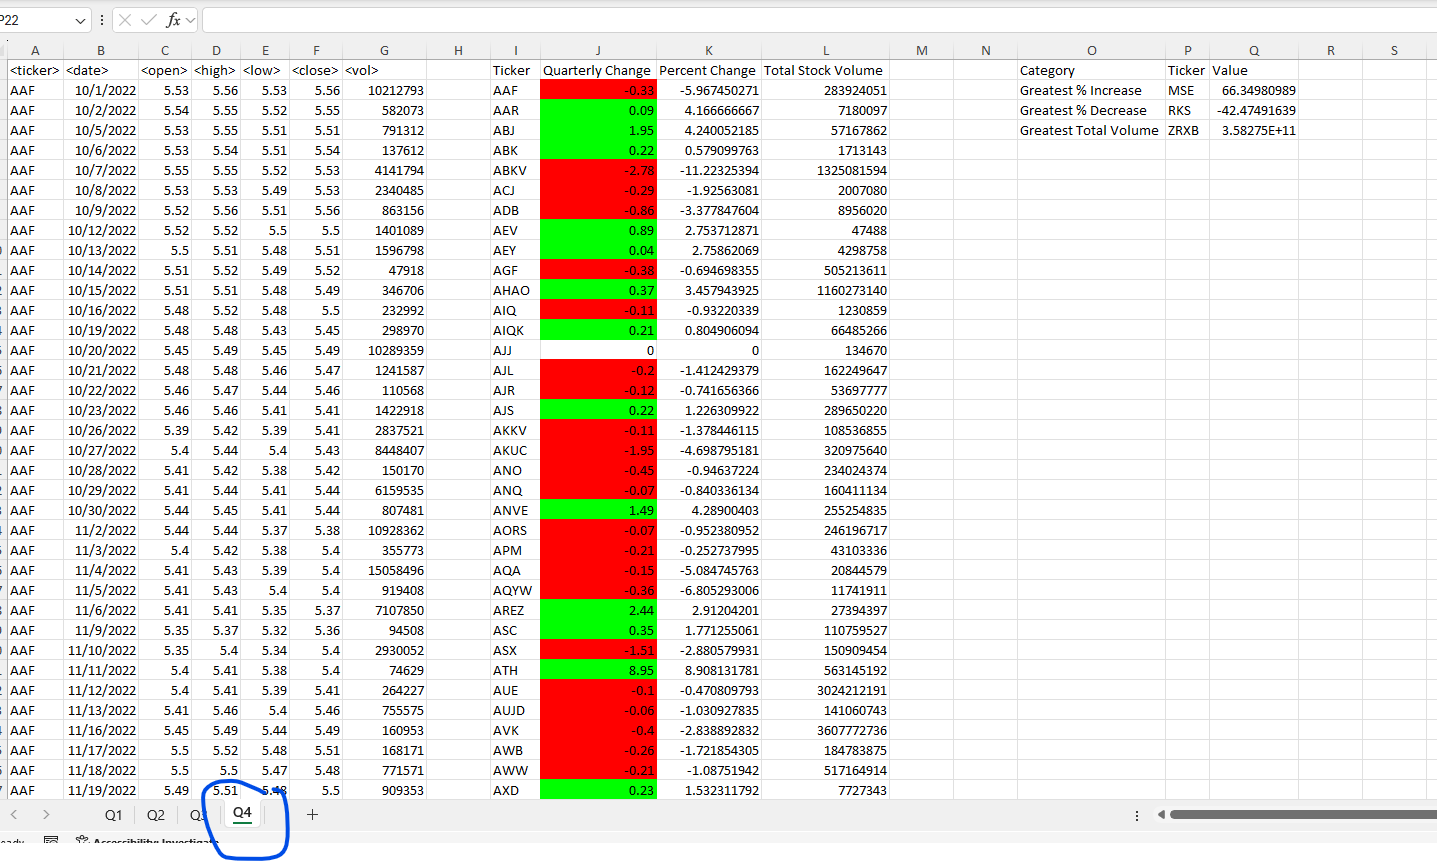 P22 fx
A B C D E F G H I J K L M N O P Q R S
<ticker> <date> <open> <high> <low> <close> <vol> Ticker Quarterly Change Percent Change Total Stock Volume Category Ticker Value
AAF 10/1/2022 5.53 5.56 5.53 5.56 10212793 AAF -0.33 -5.967450271 283924051 Greatest % Increase MSE 66.34980989
AAF 10/2/2022 5.54 5.55 5.52 5.55 582073 AAR 0.09 4.166666667 7180097 Greatest % Decrease RKS -42.47491639
AAF 10/5/2022 5.53 5.55 5.51 5.51 791312 ABJ 1.95 4.240052185 57167862 Greatest Total Volume ZRXB 3.58275E+11
AAF 10/6/2022 5.53 5.54 5.51 5.54 137612 ABK 0.22 0.579099763 1713143
AAF 10/7/2022 5.55 5.55 5.52 5.53 4141794 ABKV -2.78 -11.22325394 1325081594
AAF 10/8/2022 5.53 5.53 5.49 5.53 2340485 ACJ -0.29 -1.92563081 2007080
AAF 10/9/2022 5.52 5.56 5.51 5.56 863156 ADB -0.86 -3.377847604 8956020
AAF 10/12/2022 5.52 5.52 5.5 5.5 1401089 AEV 0.89 2.753712871 47488
AAF 10/13/2022 5.5 5.51 5.48 5.51 1596798 AEY 0.04 2.75862069 4298758
AAF 10/14/2022 5.51 5.52 5.49 5.52 47918 AGF -0.38 -0.694698355 505213611
AAF 10/15/2022 5.51 5.51 5.48 5.49 346706 AHAO 0.37 3.457943925 1160273140
AAF 10/16/2022 5.48 5.52 5.48 5.5 232992 AIQ -0.11 -0.93220339 1230859
AAF 10/19/2022 5.48 5.48 5.43 5.45 298970 AIQK 0.21 0.804906094 66485266
AAF 10/20/2022 5.45 5.49 5.45 5.49 10289359 AJJ 0 0 134670
AAF 10/21/2022 5.48 5.48 5.46 5.47 1241587 AJL -0.2 -1.412429379 162249647
AAF 10/22/2022 5.46 5.47 5.44 5.46 110568 AJR -0.12 -0.741656366 53697777
AAF 10/23/2022 5.46 5.46 5.41 5.41 1422918 AJS 0.22 1.226309922 289650220
AAF 10/26/2022 5.39 5.42 5.39 5.41 2837521 AKKV -0.11 -1.378446115 108536855
AAF 10/27/2022 5.4 5.44 5.4 5.43 8448407 AKUC -1.95 -4.698795181 320975640
AAF 10/28/2022 5.41 5.42 5.38 5.42 150170 ANO -0.45 -0.94637224 234024374
AAF 10/29/2022 5.41 5.44 5.41 5.44 6159535 ANQ -0.07 -0.840336134 160411134
AAF 10/30/2022 5.44 5.45 5.41 5.44 807481 ANVE 1.49 4.28900403 255254835
AAF 11/2/2022 5.44 5.44 5.37 5.38 10928362 AORS -0.07 -0.952380952 246196717
AAF 11/3/2022 5.4 5.42 5.38 5.4 355773 APM -0.21 -0.252737995 43103336
AAF 11/4/2022 5.41 5.43 5.39 5.4 15058496 AQA -0.15 -5.084745763 20844579
AAF 11/5/2022 5.41 5.43 5.4 5.4 919408 AQYW -0.36 -6.805293006 11741911
AAF 11/6/2022 5.41 5.41 5.35 5.37 7107850 AREZ 2.44 2.91204201 27394397
AAF 11/9/2022 5.35 5.37 5.32 5.36 94508 ASC 0.35 1.771255061 110759527
AAF 11/10/2022 5.35 5.4 5.34 5.4 2930052 ASX -1.51 -2.880579931 150909454
AAF 11/11/2022 5.4 5.41 5.38 5.4 74629 ATH 8.95 8.908131781 563145192
AAF 11/12/2022 5.4 5.41 5.39 5.41 264227 AUE -0.1 -0.470809793 3024212191
AAF 11/13/2022 5.41 5.46 5.4 5.46 755575 AUJD -0.06 -1.030927835 141060743
AAF 11/16/2022 5.45 5.49 5.44 5.49 160953 AVK -0.4 -2.838892832 3607772736
AAF 11/17/2022 5.5 5.52 5.48 5.51 168171 AWB -0.26 -1.721854305 184783875
AAF 11/18/2022 5.5 5.5 5.47 5.48 771571 AWW -0.21 -1.08751942 517164914
AAF 11/19/2022 5.49 5.51 5.48 5.5 909353 AXD 0.23 1.532311792 7727343
Q1 Q2 Q3 Q4
Accessibility: Investigate